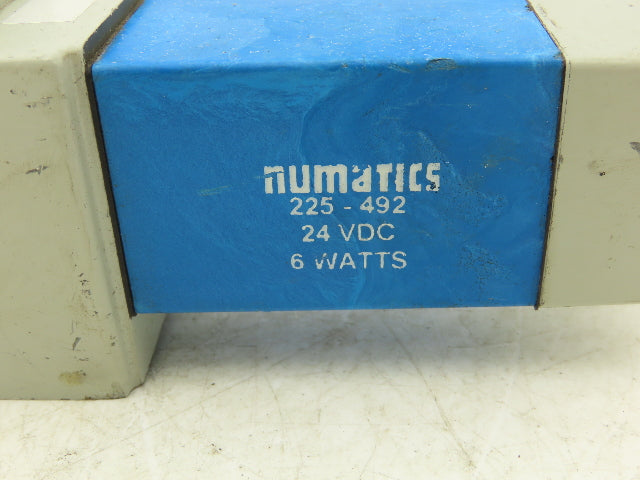 numatics
225 - 492
24 VDC
6 WATTS